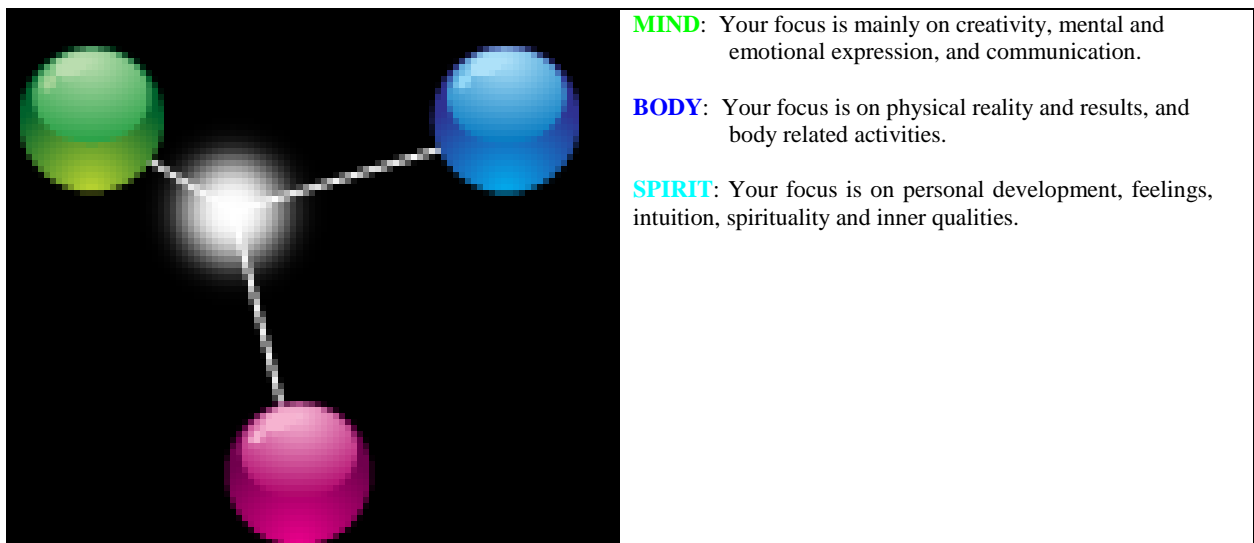 MIND: Your focus is mainly on creativity, mental and
emotional expression, and communication.
BODY: Your focus is on physical reality and results, and
body related activities.
SPIRIT: Your focus is on personal development, feelings,
intuition, spirituality and inner qualities.